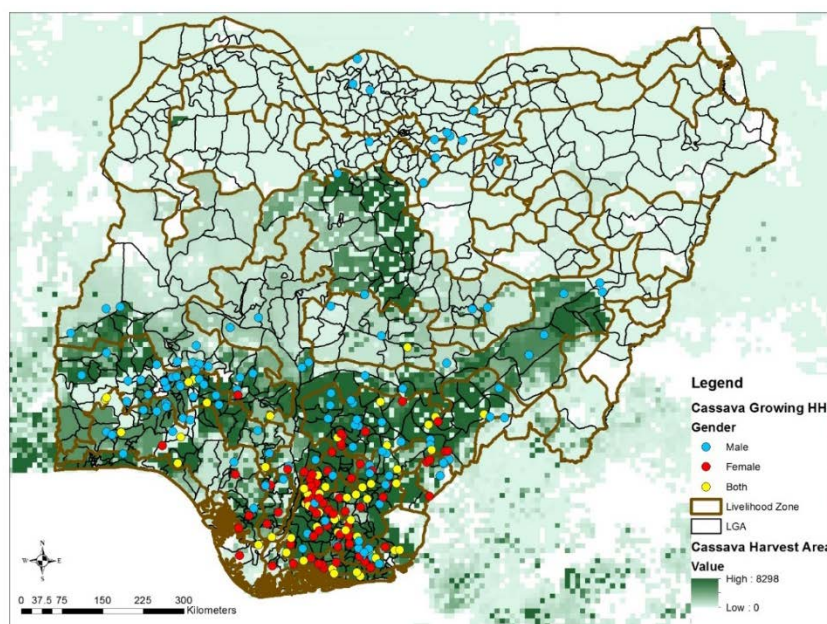 Legend
Cassava Growing HH
Gender
Male
Female
Both
Livelihood Zone
LGA
Cassava Harvest Area
Value
High : 8298
Low : 0
N
W E
S
0 37.5 75 150 225 300
Kilometers